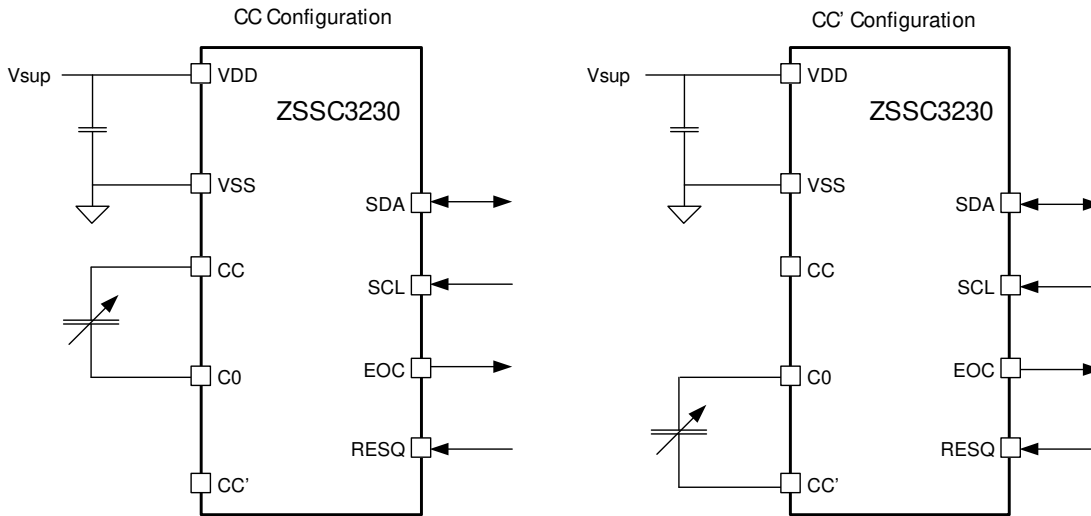 CC Configuration
Vsup
VDD
ZSSC3230
VSS
SDA
CC
SCL
C0
EOC
RESQ
CC'
CC' Configuration
Vsup
VDD
ZSSC3230
VSS
SDA
CC
SCL
C0
EOC
RESQ
CC'